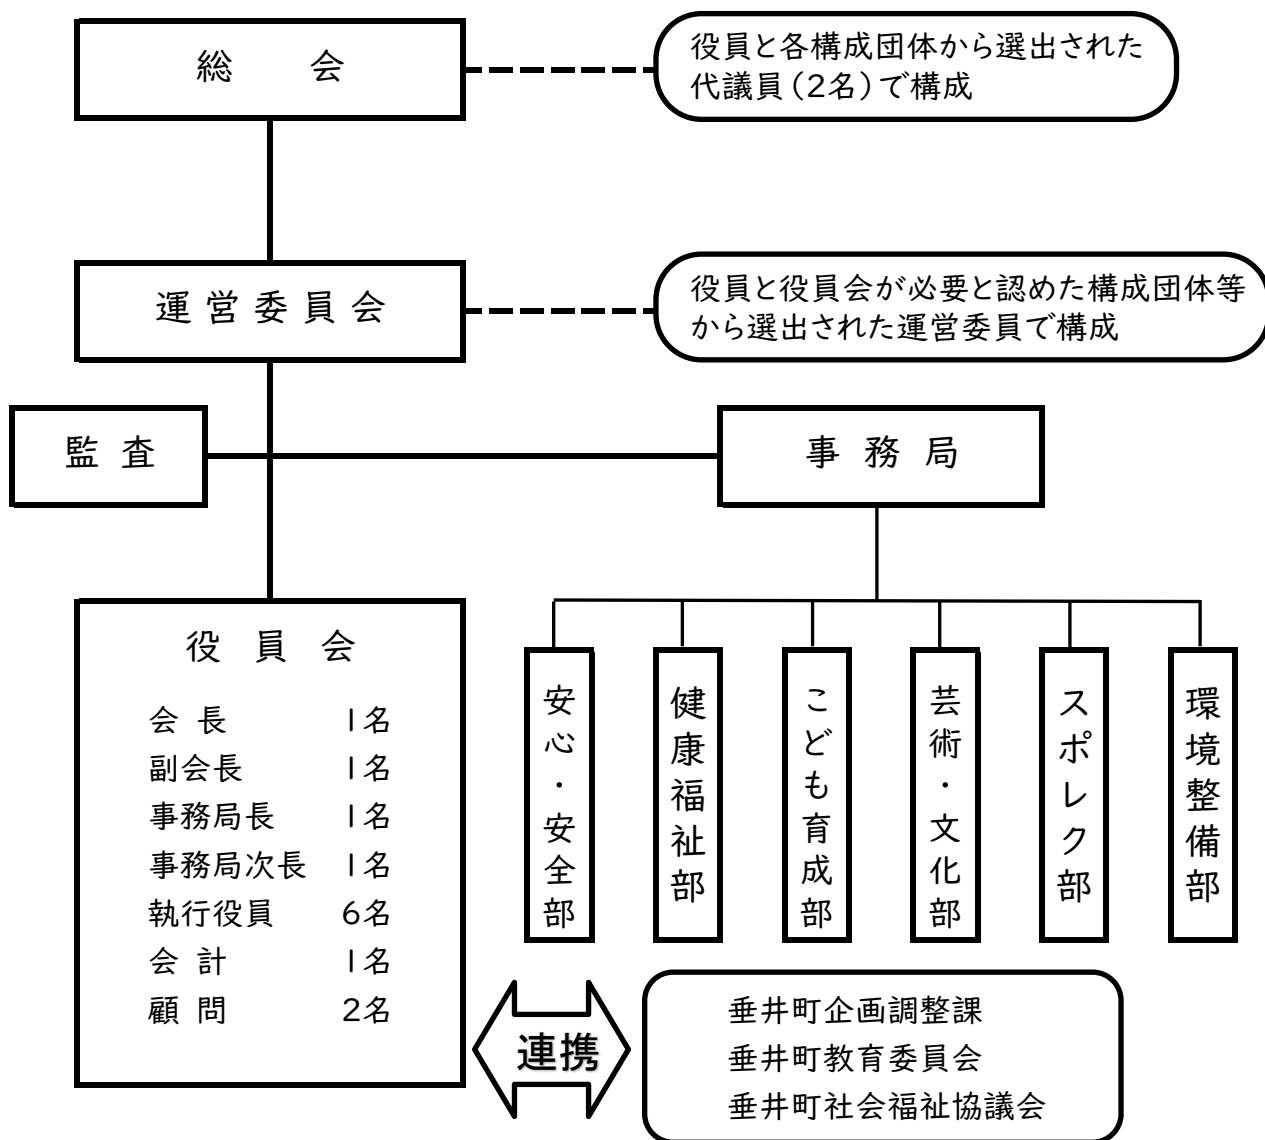 総 会
役員と各構成団体から選出された
代議員（2名）で構成
運営委員会
役員と役員会が必要と認めた構成団体等
から選出された運営委員で構成
監査
事務局
役員会
会長 1名
副会長 1名
事務局長 1名
事務局次長 1名
執行役員 6名
会計 1名
顧問 2名
安心・安全部
健康福祉部
こども育成部
芸術・文化部
スポレク部
環境整備部
連携
垂井町企画調整課
垂井町教育委員会
垂井町社会福祉協議会